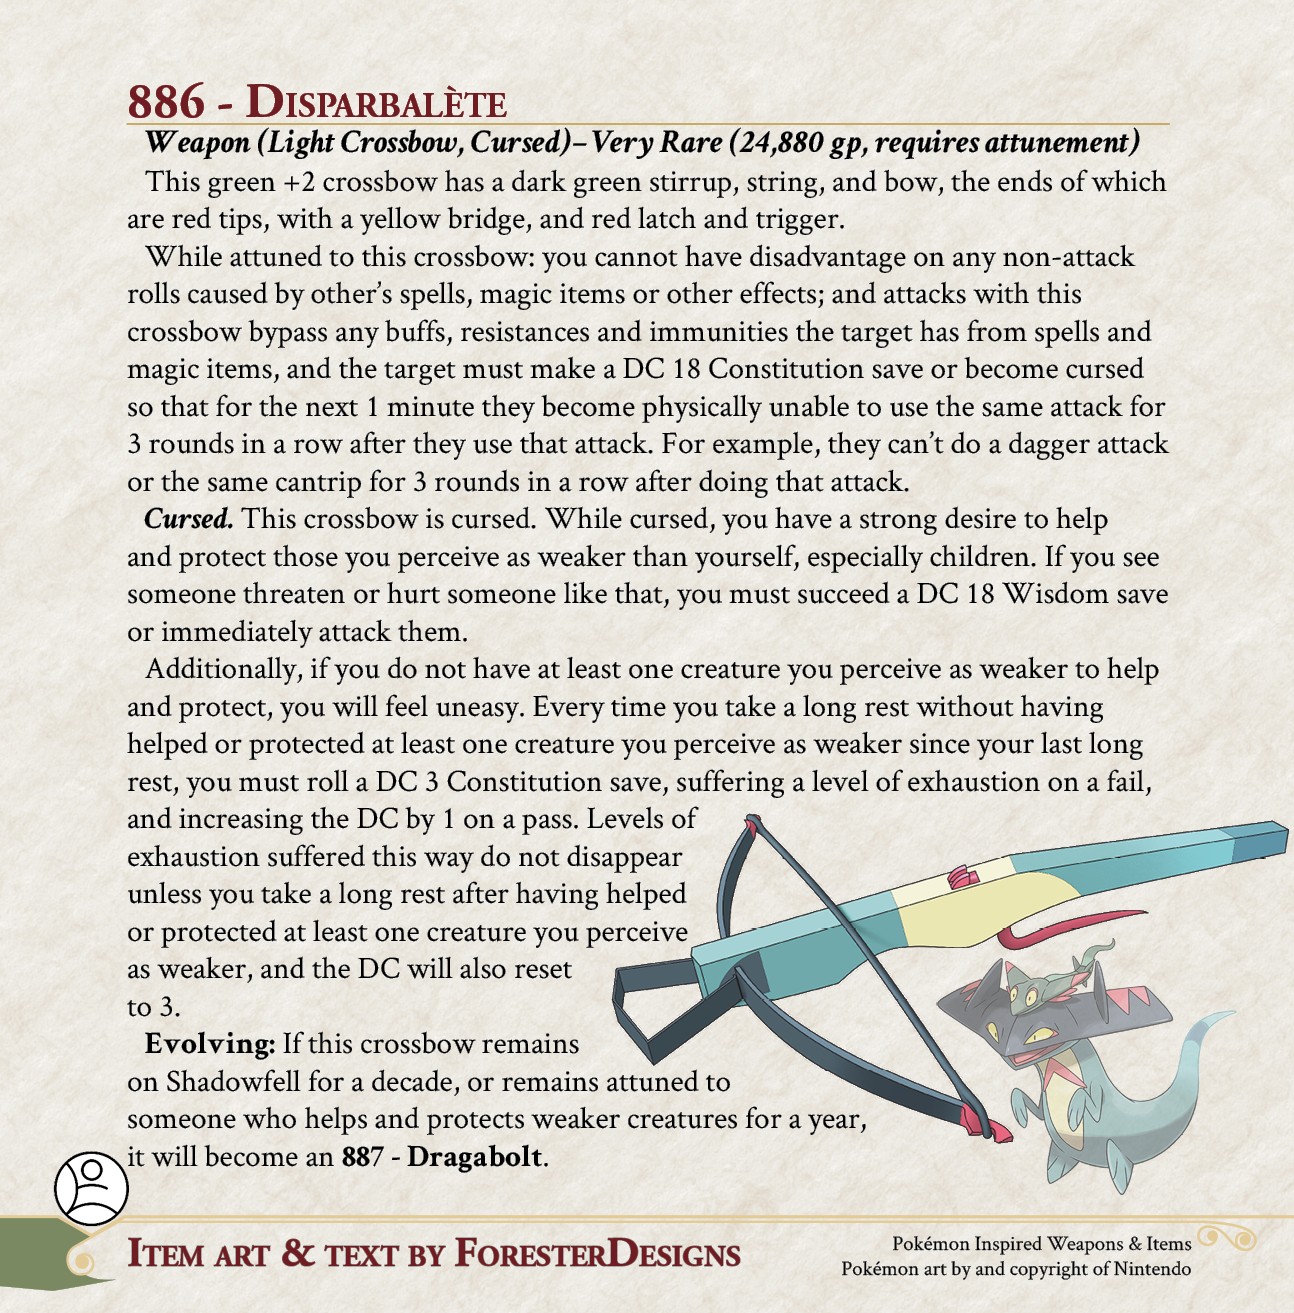 886 - Disparbalète
Weapon (Light Crossbow, Cursed)–Very Rare (24,880 gp, requires attunement)
This green +2 crossbow has a dark green stirrup, string, and bow, the ends of which
are red tips, with a yellow bridge, and red latch and trigger.
While attuned to this crossbow: you cannot have disadvantage on any non-attack
rolls caused by other’s spells, magic items or other effects; and attacks with this
crossbow bypass any buffs, resistances and immunities the target has from spells and
magic items, and the target must make a DC 18 Constitution save or become cursed
so that for the next 1 minute they become physically unable to use the same attack for
3 rounds in a row after they use that attack. For example, they can’t do a dagger attack
or the same cantrip for 3 rounds in a row after doing that attack.
Cursed. This crossbow is cursed. While cursed, you have a strong desire to help
and protect those you perceive as weaker than yourself, especially children. If you see
someone threaten or hurt someone like that, you must succeed a DC 18 Wisdom save
or immediately attack them.
Additionally, if you do not have at least one creature you perceive as weaker to help
and protect, you will feel uneasy. Every time you take a long rest without having
helped or protected at least one creature you perceive as weaker since your last long
rest, you must roll a DC 3 Constitution save, suffering a level of exhaustion on a fail,
and increasing the DC by 1 on a pass. Levels of
exhaustion suffered this way do not disappear
unless you take a long rest after having helped
or protected at least one creature you perceive
as weaker, and the DC will also reset
to 3.
Evolving: If this crossbow remains
on Shadowfell for a decade, or remains attuned to
someone who helps and protects weaker creatures for a year,
it will become an 887 - Dragabolt.
Item art & text by ForesterDesigns
Pokémon Inspired Weapons & Items
Pokémon art by and copyright of Nintendo